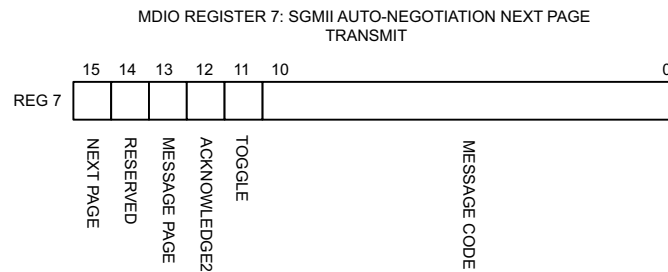 MDIO REGISTER 7: SGMII AUTO-NEGOTIATION NEXT PAGE
TRANSMIT
15 14 13 12 11 10 0
REG 7
NEXT PAGE
RESERVED
MESSAGE PAGE
ACKNOWLEDGE2
TOGGLE
MESSAGE CODE